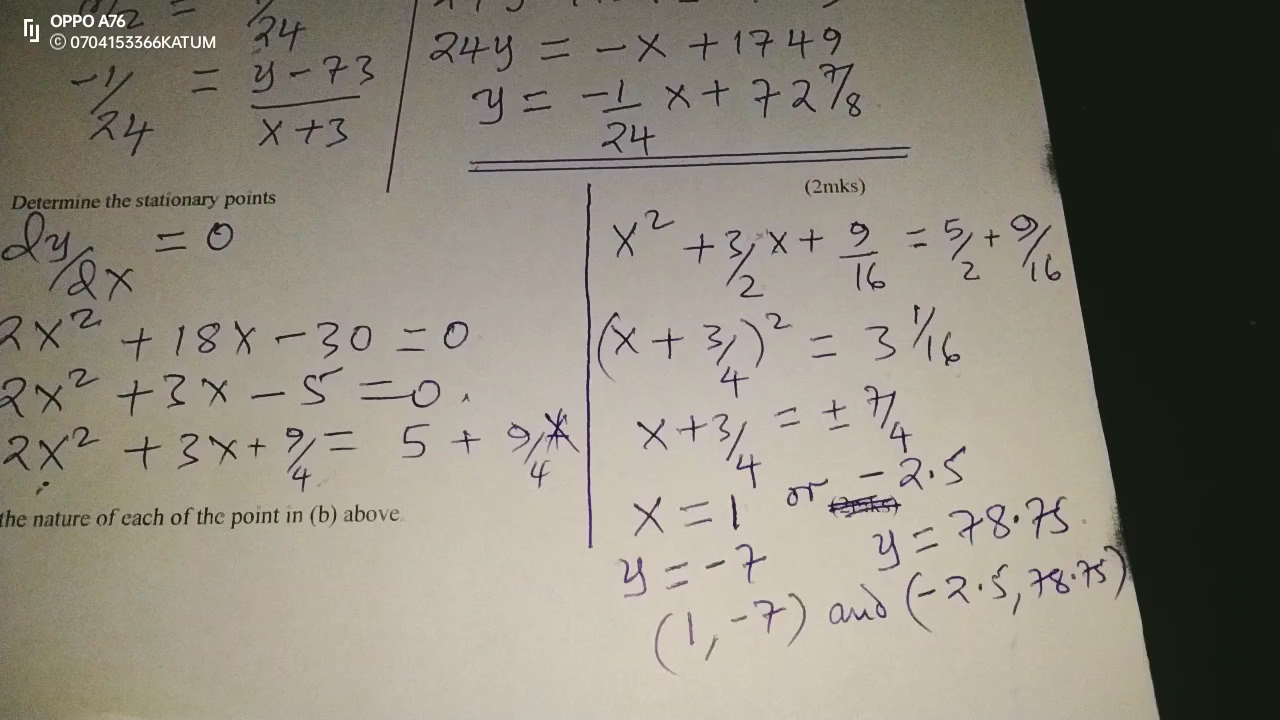 OPPO A76
© 0704153366KATUM
24
-1/24 = y - 73 / x + 3
24y = -x + 1749
y = -1/24 x + 72 7/8
Determine the stationary points
(2mks)
dy/dx = 0
2x² + 18x - 30 = 0
2x² + 3x - 5 = 0.
2x² + 3x + 9/4 = 5 + 9/4
the nature of each of the point in (b) above.
x² + 3/2 x + 9/16 = 5/2 + 9/16
(x + 3/4)² = 3 1/16
x + 3/4 = ± 7/4
x = 1 or -2.5
y = -7 y = 78.75
(1, -7) and (-2.5, 78.75)